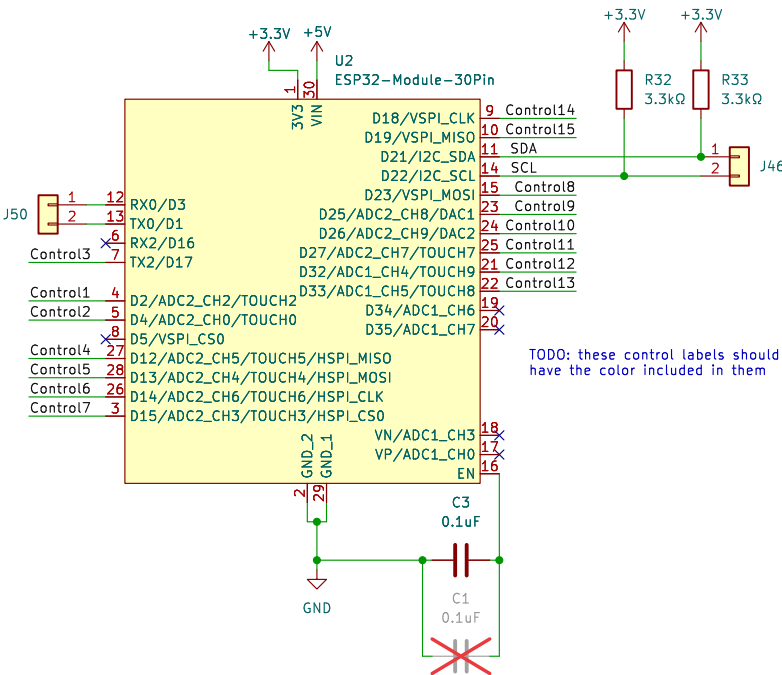 +3.3V
+3.3V
+3.3V
+5V
U2
ESP32-Module-30Pin
R32
3.3kΩ
R33
3.3kΩ
1
30
3V3
VIN
D18/VSPI_CLK 9 Control14
D19/VSPI_MISO 10 Control15
D21/I2C_SDA 11 SDA 1
D22/I2C_SCL 14 SCL 2
J46
D23/VSPI_MOSI 15 Control8
J50
1 12 RX0/D3
2 13 TX0/D1
6 RX2/D16
Control3 7 TX2/D17
D25/ADC2_CH8/DAC1 23 Control9
D26/ADC2_CH9/DAC2 24 Control10
D27/ADC2_CH7/TOUCH7 25 Control11
D32/ADC1_CH4/TOUCH9 21 Control12
D33/ADC1_CH5/TOUCH8 22 Control13
D34/ADC1_CH6 19
D35/ADC1_CH7 20
Control1 4 D2/ADC2_CH2/TOUCH2
Control2 5 D4/ADC2_CH0/TOUCH0
8 D5/VSPI_CS0
Control4 27 D12/ADC2_CH5/TOUCH5/HSPI_MISO
Control5 28 D13/ADC2_CH4/TOUCH4/HSPI_MOSI
Control6 26 D14/ADC2_CH6/TOUCH6/HSPI_CLK
Control7 3 D15/ADC2_CH3/TOUCH3/HSPI_CS0
TODO: these control labels should
have the color included in them
VN/ADC1_CH3 18
VP/ADC1_CH0 17
EN 16
GND_2
GND_1
2
29
C3
0.1uF
GND
C1
0.1uF